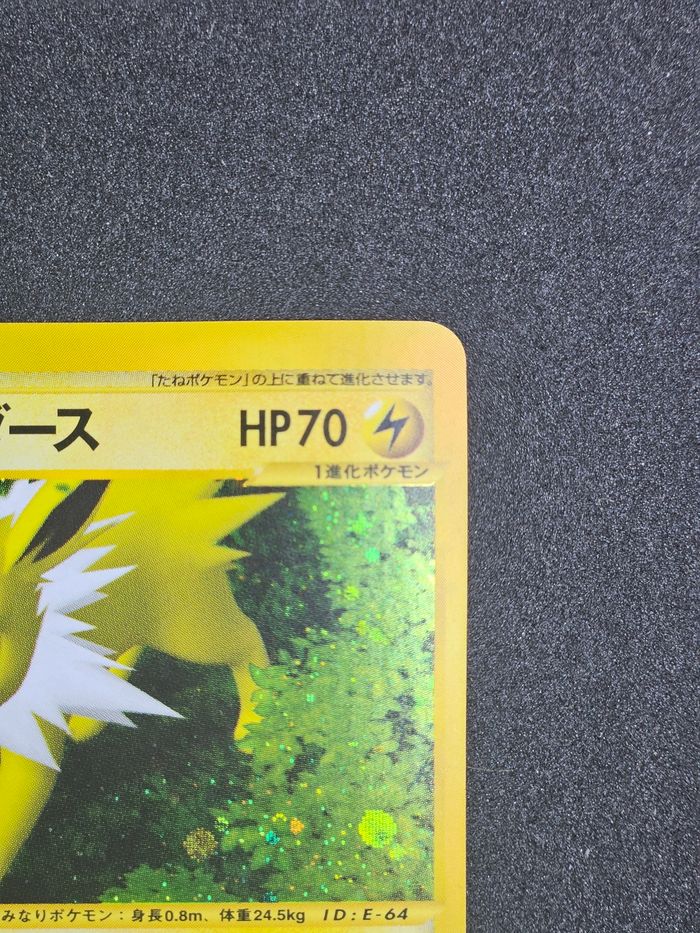 「たねポケモン」の上に重ねて進化させます。
ダース HP70
1進化ポケモン
みなりポケモン：身長0.8m、体重24.5kg ID:E-64